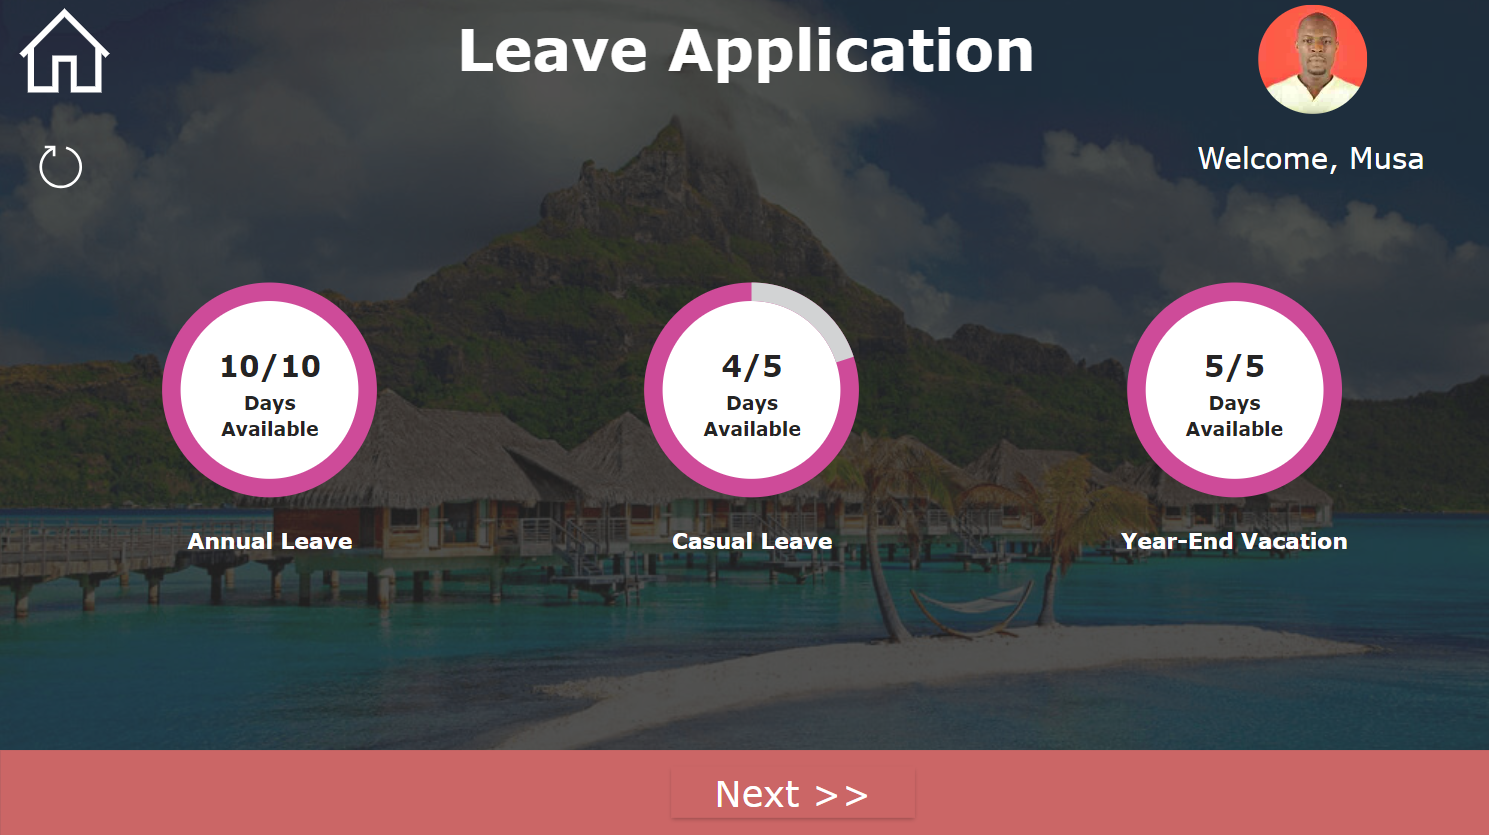 Leave Application
Welcome, Musa
10/10
Days
Available
Annual Leave
4/5
Days
Available
Casual Leave
5/5
Days
Available
Year-End Vacation
Next >>